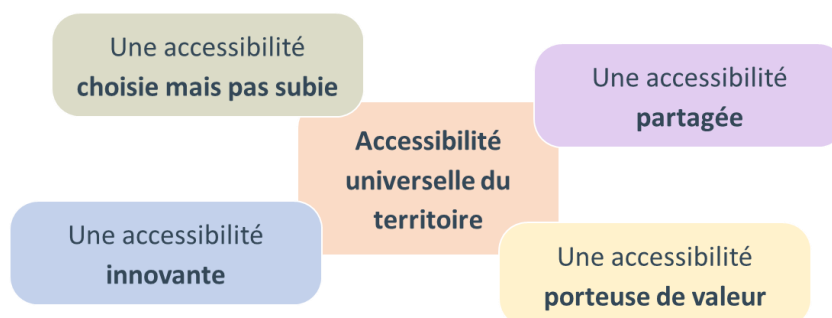 Une accessibilité
choisie mais pas subie
Une accessibilité
partagée
Accessibilité
universelle du
territoire
Une accessibilité
innovante
Une accessibilité
porteuse de valeur